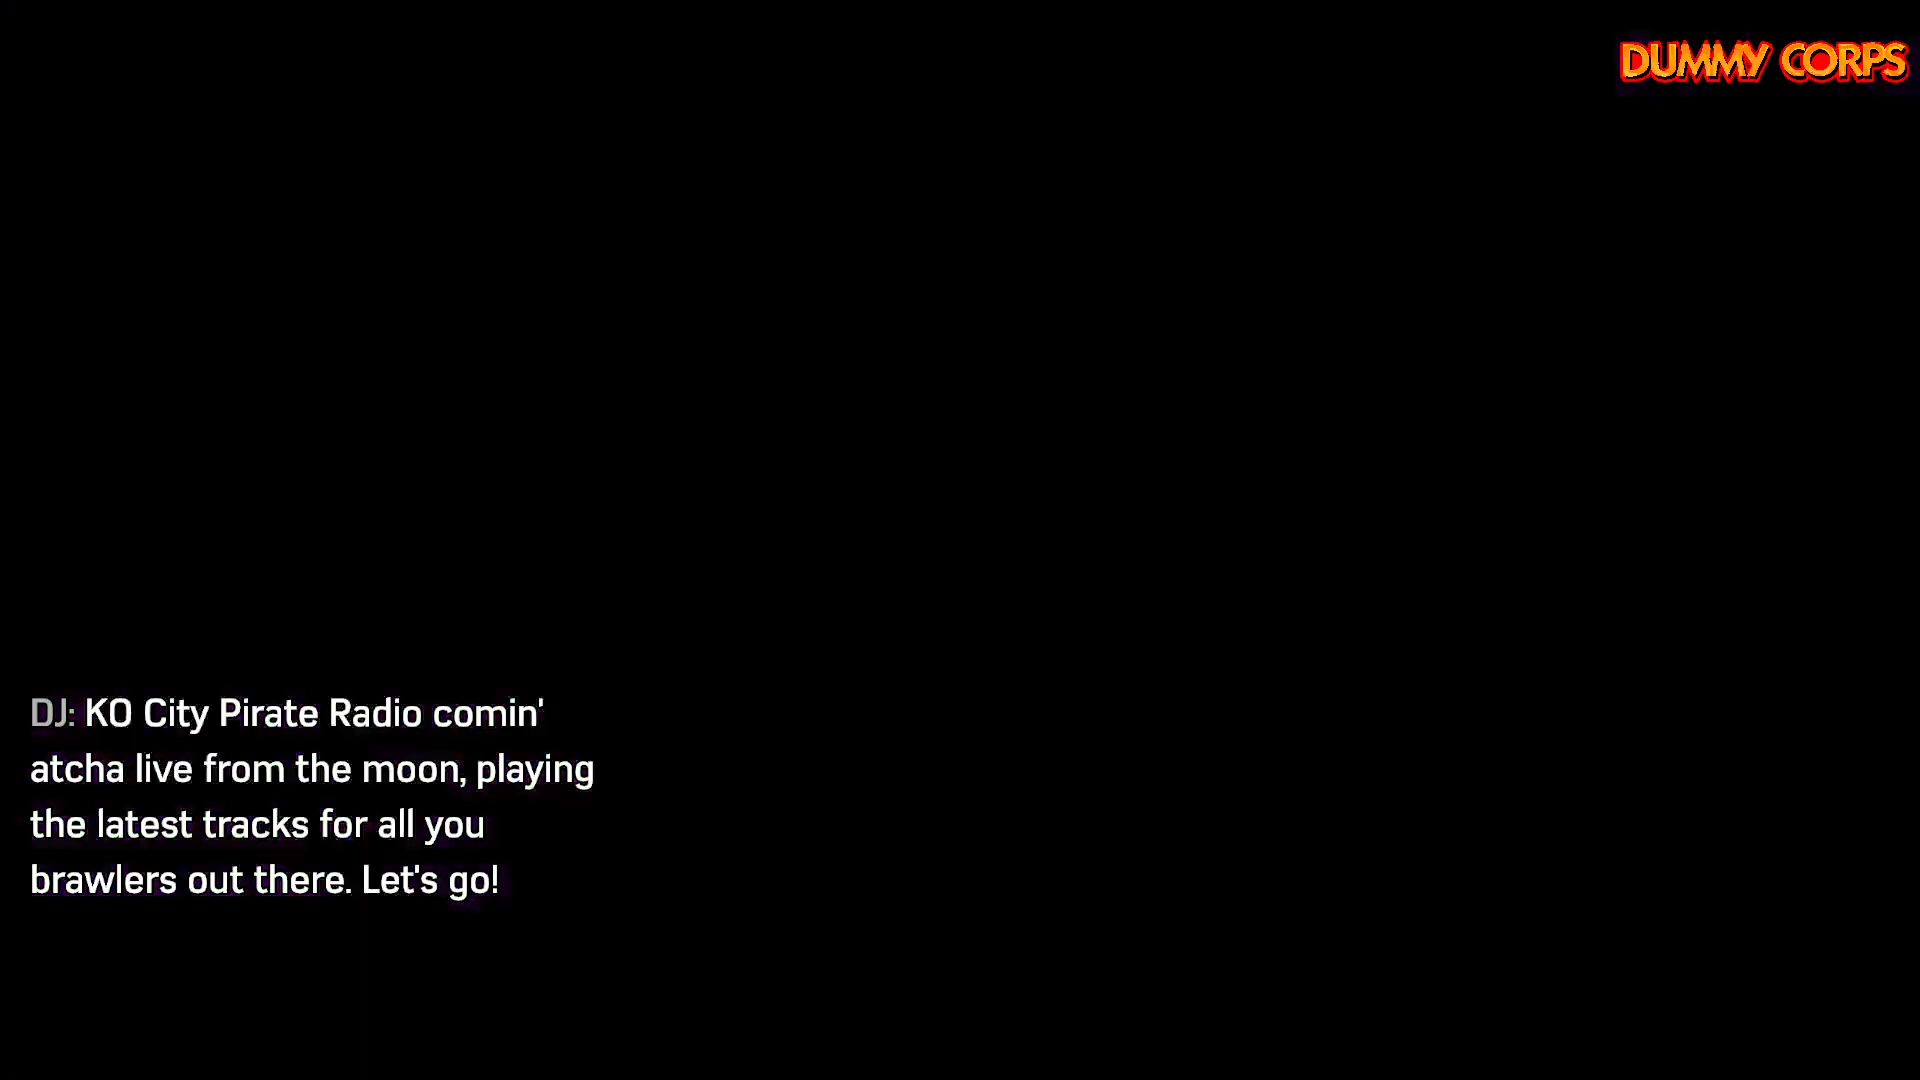 DUMMY CORPS
DJ: KO City Pirate Radio comin'
atcha live from the moon, playing
the latest tracks for all you
brawlers out there. Let's go!